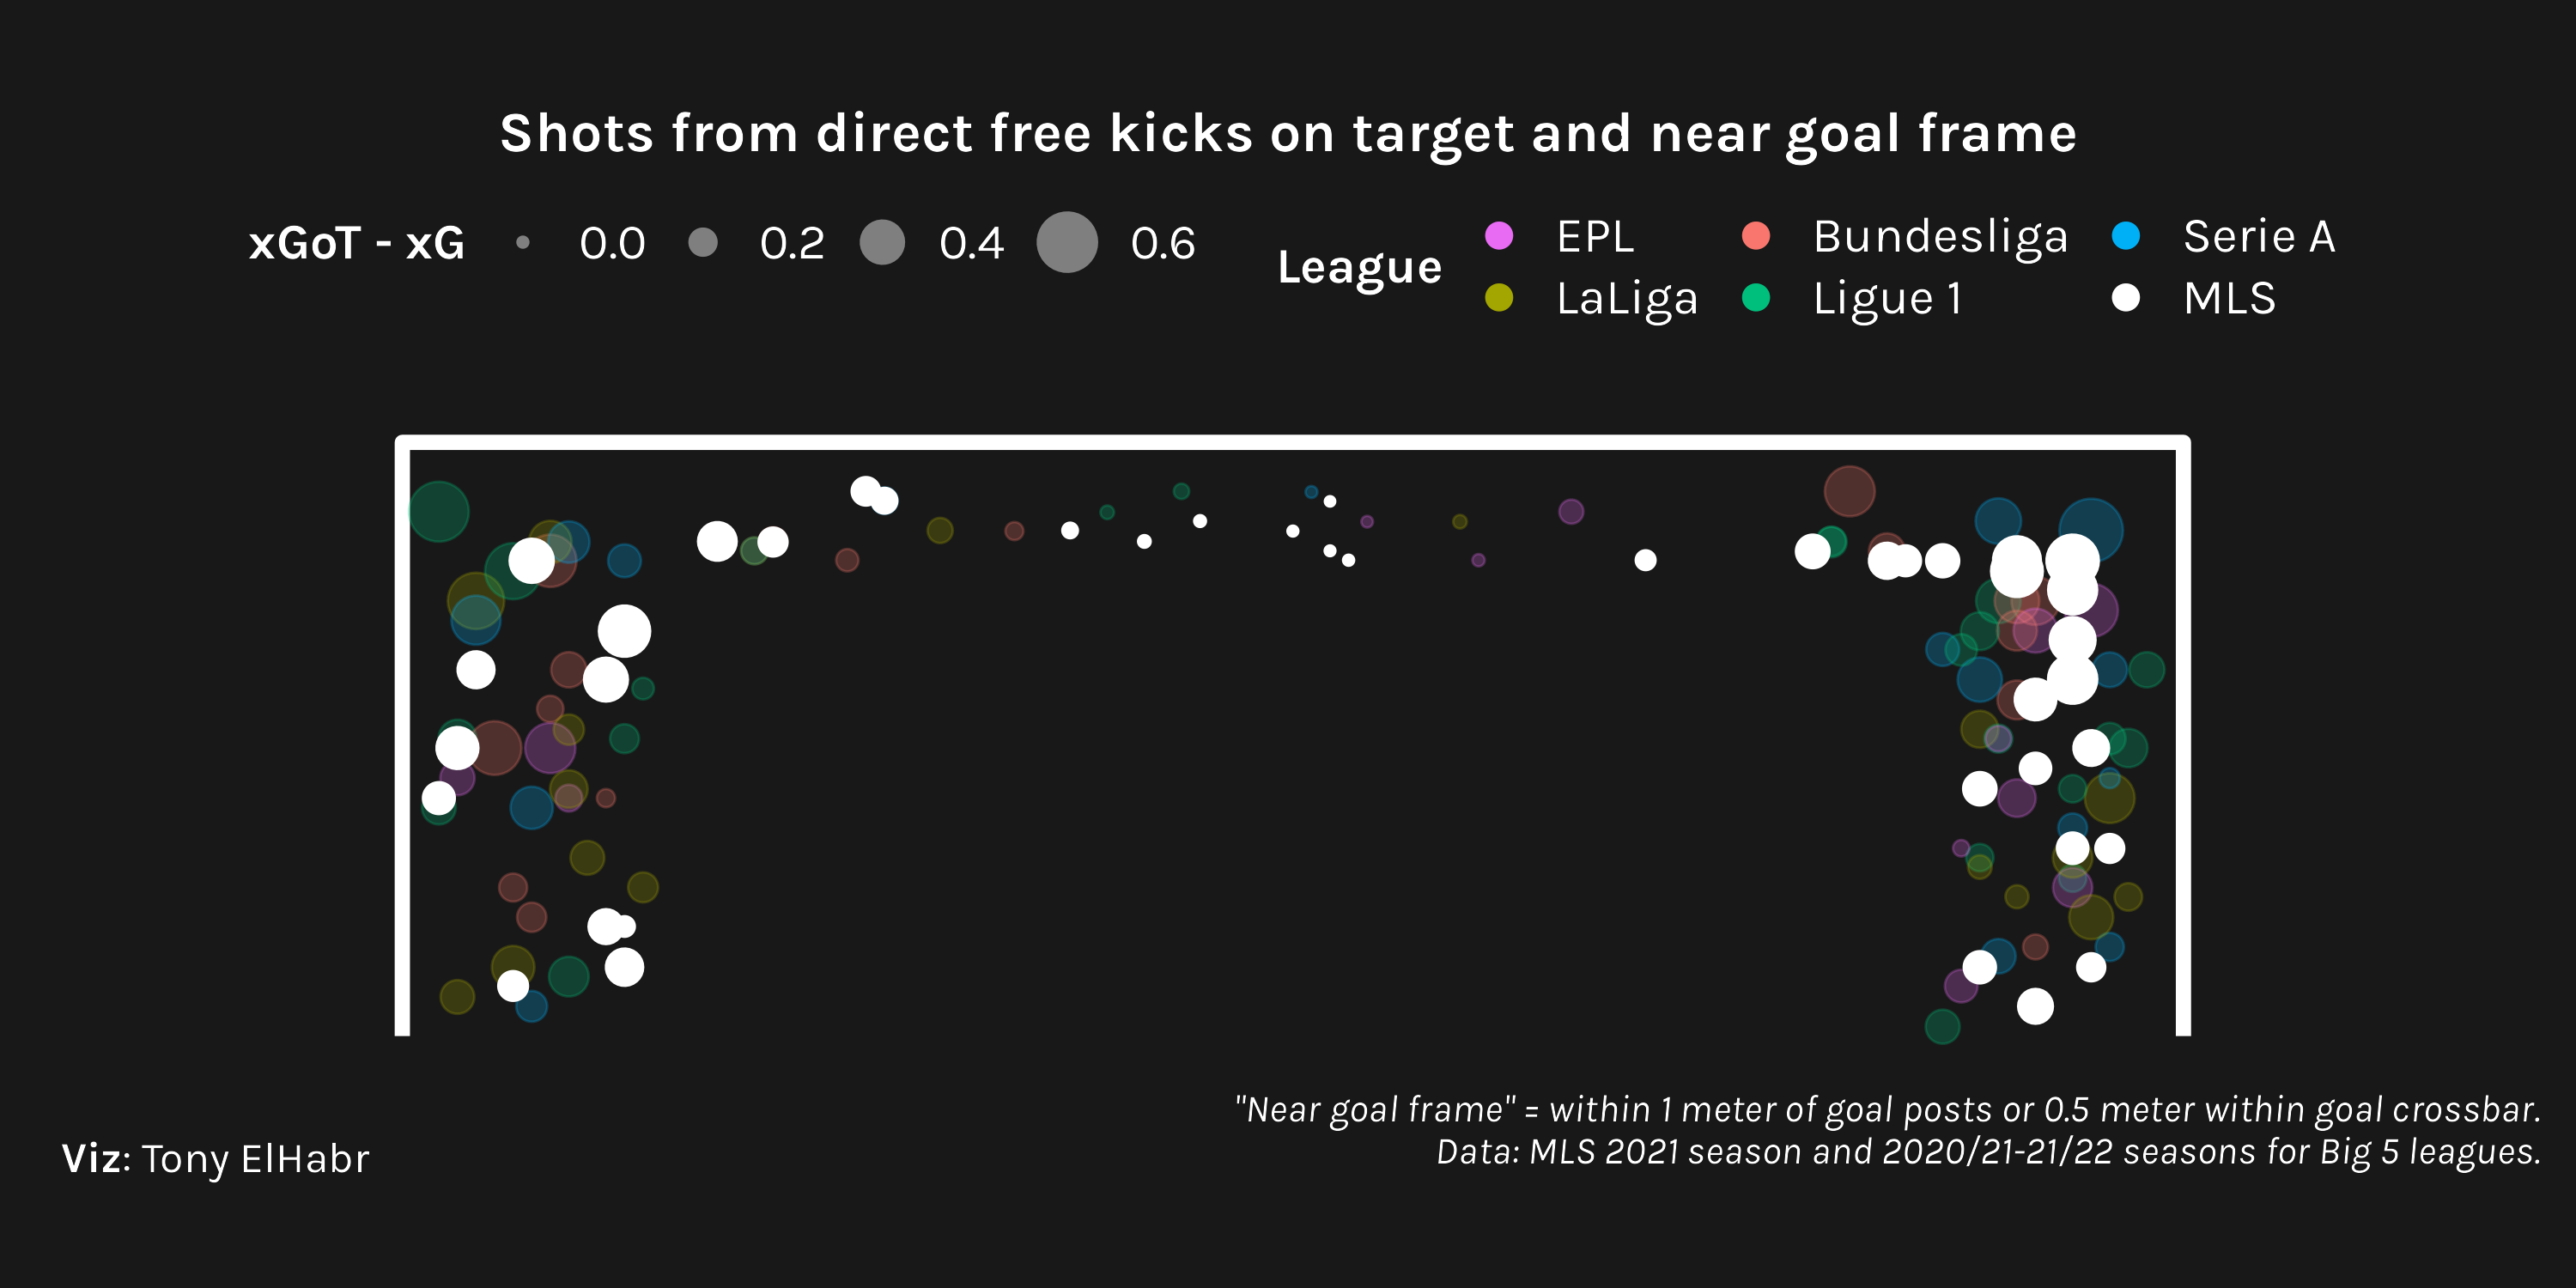 Shots from direct free kicks on target and near goal frame
xGoT - xG 0.0 0.2 0.4 0.6
League
EPL Bundesliga Serie A
LaLiga Ligue 1 MLS
"Near goal frame" = within 1 meter of goal posts or 0.5 meter within goal crossbar.
Data: MLS 2021 season and 2020/21-21/22 seasons for Big 5 leagues.
Viz: Tony ElHabr